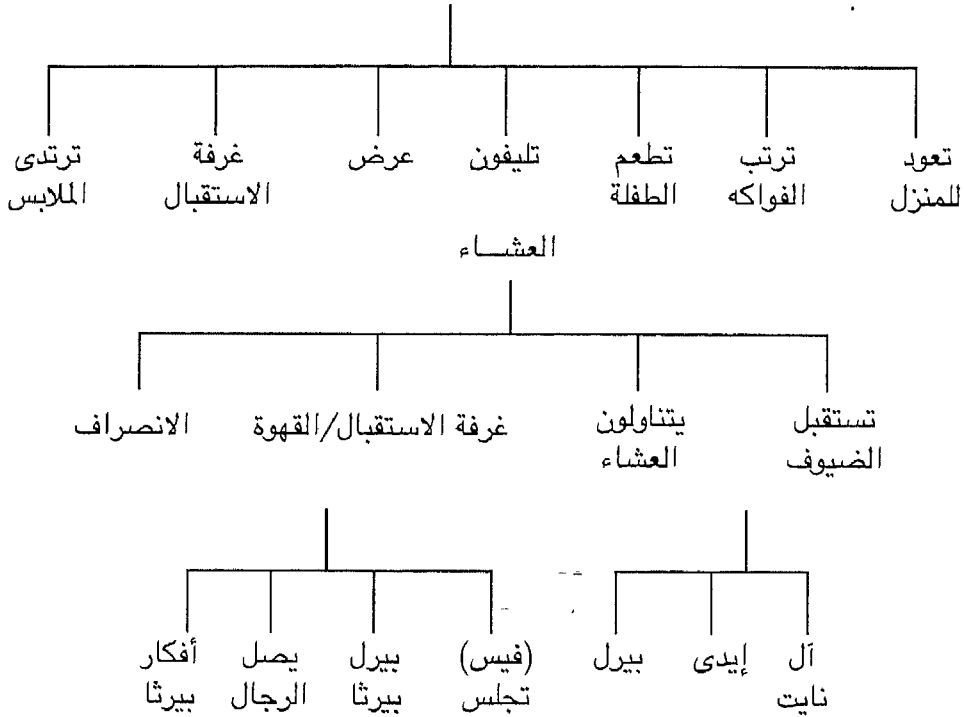 تعود ترتب تطعم تليفون عرض غرفة ترتدى
للمنزل الفواكه الطفلة الاستقبال الملابس
العشـــاء
تستقبل يتناولون غرفة الاستقبال/القهوة الانصراف
الضيوف العشاء
آل إيدى بيرل (فيس) بيرل يصل أفكار
نايت تجلس بيرثا الرجال بيرثا